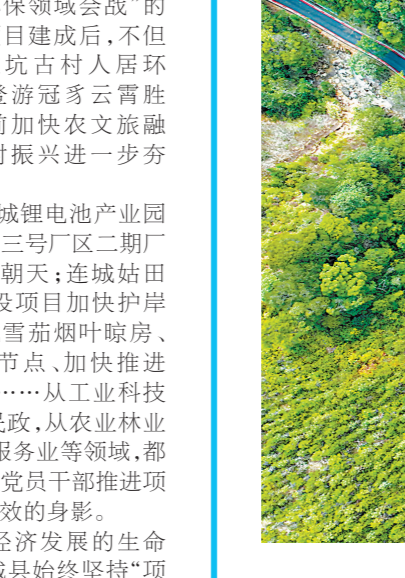 保领域会战”的
目建成后，不但
坑古村人居环
登游冠豸云霄胜
前加快农文旅融
村振兴进一步夯
城锂电池产业园
三号厂区二期厂
朝天；连城姑田
设项目加快护岸
雪茄烟叶晾房、
节点、加快推进
……从工业科技
民政，从农业林业
服务业等领域，都
党员干部推进项
效的身影。
经济发展的生命
城县始终坚持“项